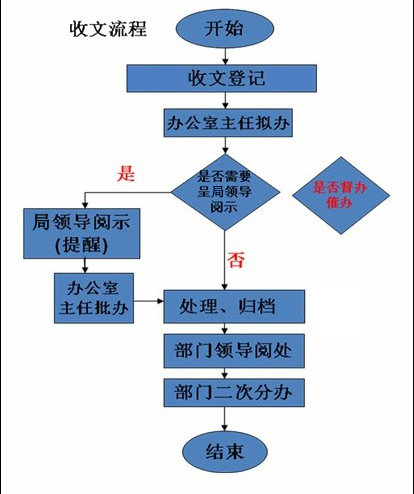 收文流程
开始
收文登记
办公室主任拟办
是否需要
呈局领导
阅示
是否督办
催办
是
局领导阅示
(提醒)
否
办公室
主任批办
处理、归档
部门领导阅处
部门二次分办
结束